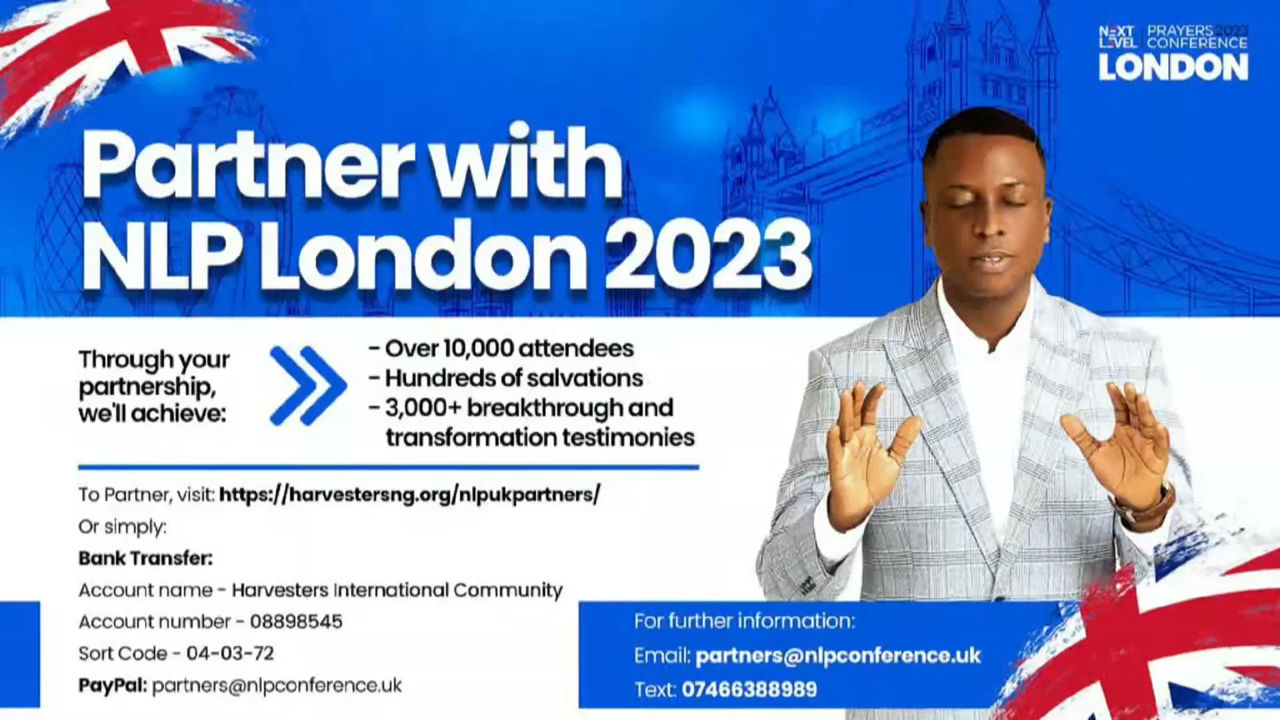 NEXT LEVEL
PRAYERS 2023
CONFERENCE
LONDON
Partner with
NLP London 2023
Through your
partnership,
we'll achieve:
- Over 10,000 attendees
- Hundreds of salvations
- 3,000+ breakthrough and
transformation testimonies
To Partner, visit: https://harvestersng.org/nlpukpartners/
Or simply:
Bank Transfer:
Account name - Harvesters International Community
Account number - 08898545
Sort Code - 04-03-72
PayPal: partners@nlpconference.uk
For further information:
Email: partners@nlpconference.uk
Text: 07466388989